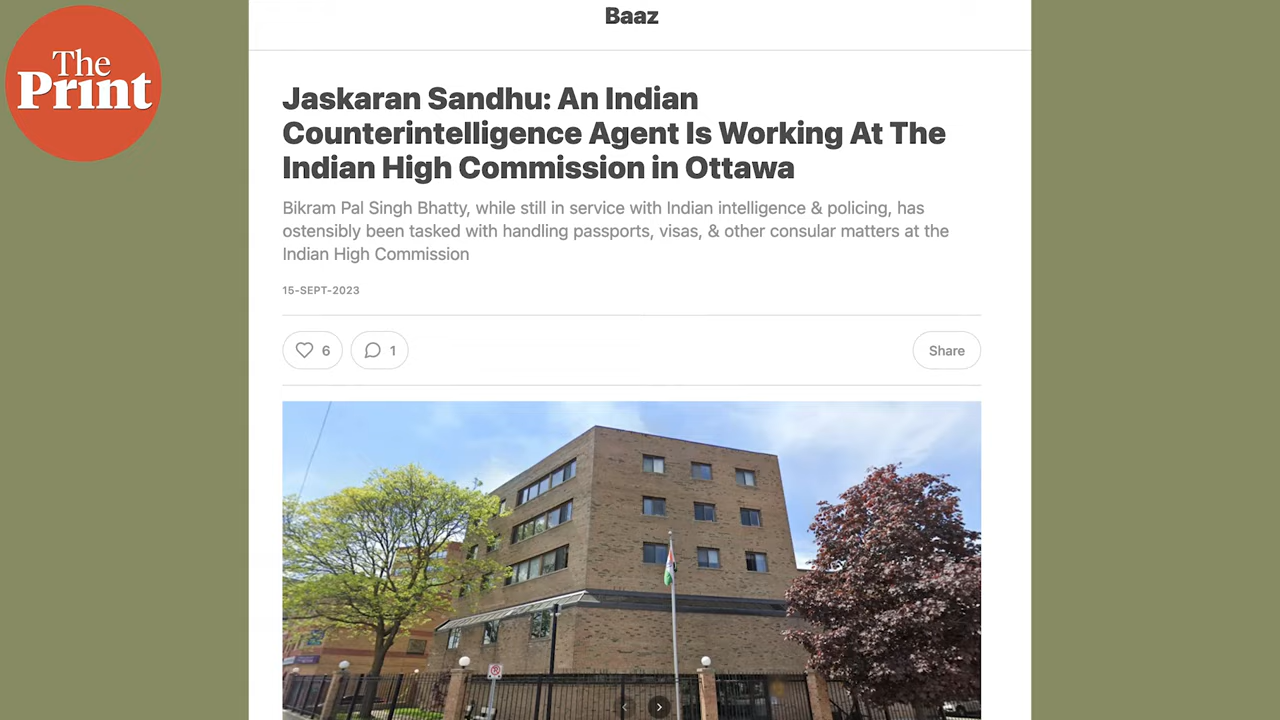 The
Print
Baaz
Jaskaran Sandhu: An Indian
Counterintelligence Agent Is Working At The
Indian High Commission in Ottawa
Bikram Pal Singh Bhatty, while still in service with Indian intelligence & policing, has
ostensibly been tasked with handling passports, visas, & other consular matters at the
Indian High Commission
15-SEPT-2023
6
1
Share